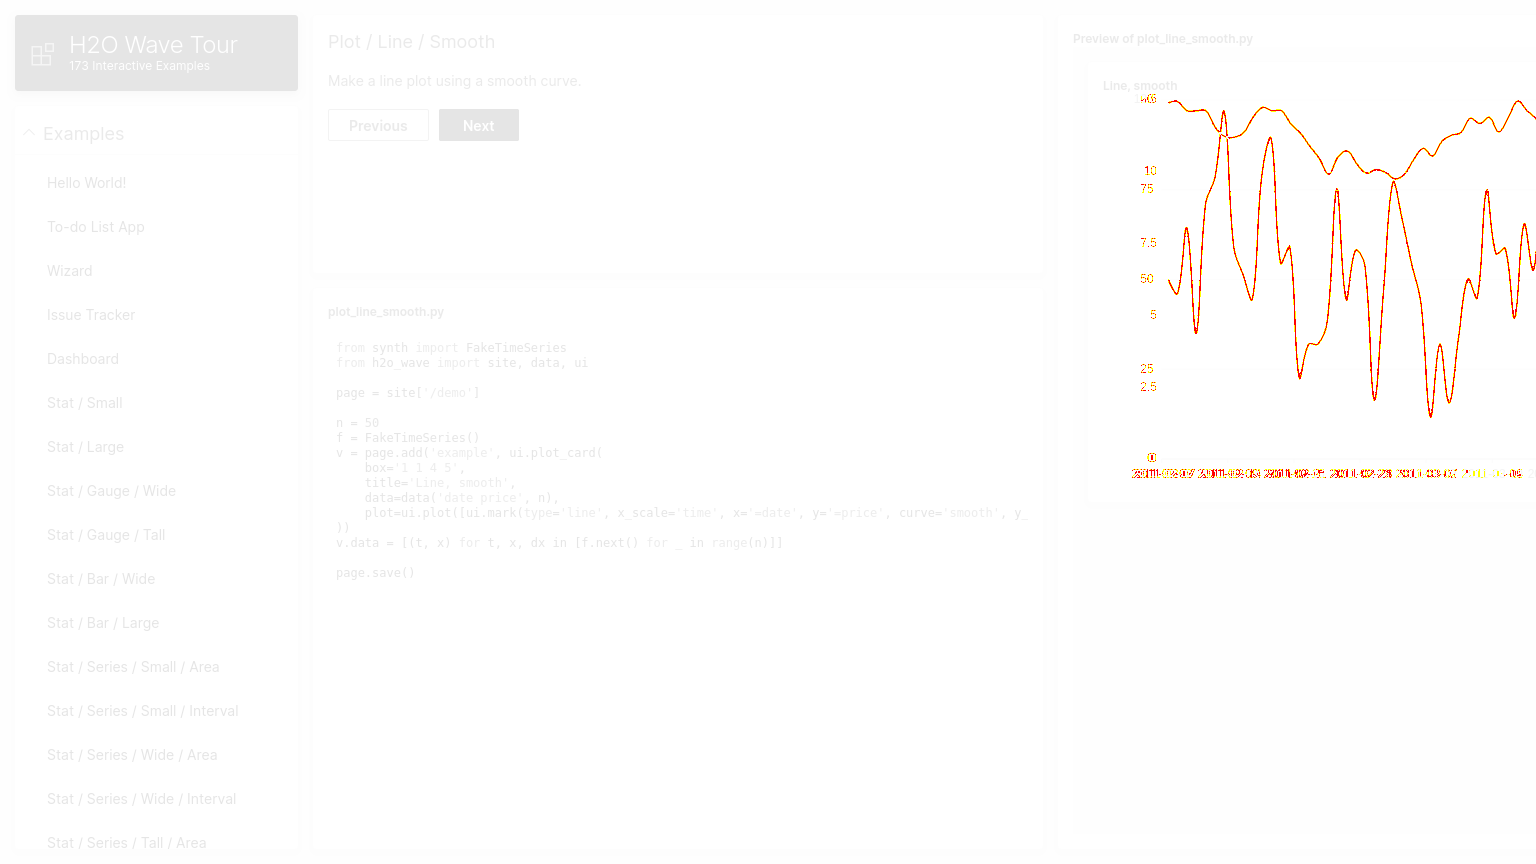 H2O Wave Tour
173 Interactive Examples
Examples
Hello World!
To-do List App
Wizard
Issue Tracker
Dashboard
Stat / Small
Stat / Large
Stat / Gauge / Wide
Stat / Gauge / Tall
Stat / Bar / Wide
Stat / Bar / Large
Stat / Series / Small / Area
Stat / Series / Small / Interval
Stat / Series / Wide / Area
Stat / Series / Wide / Interval
Stat / Series / Tall / Area
Plot / Line / Smooth
Make a line plot using a smooth curve.
Previous
Next
plot_line_smooth.py
from synth import FakeTimeSeries
from h2o_wave import site, data, ui
page = site['/demo']
n = 50
f = FakeTimeSeries()
v = page.add('example', ui.plot_card(
box='1 1 4 5',
title='Line, smooth',
data=data('date price', n),
plot=ui.plot([ui.mark(type='line', x_scale='time', x='=date', y='=price', curve='smooth', y_
))
v.data = [(t, x) for t, x, dx in [f.next() for _ in range(n)]]
page.save()
Preview of plot_line_smooth.py
Line, smooth
10
75
7.5
50
5
25
2.5
0